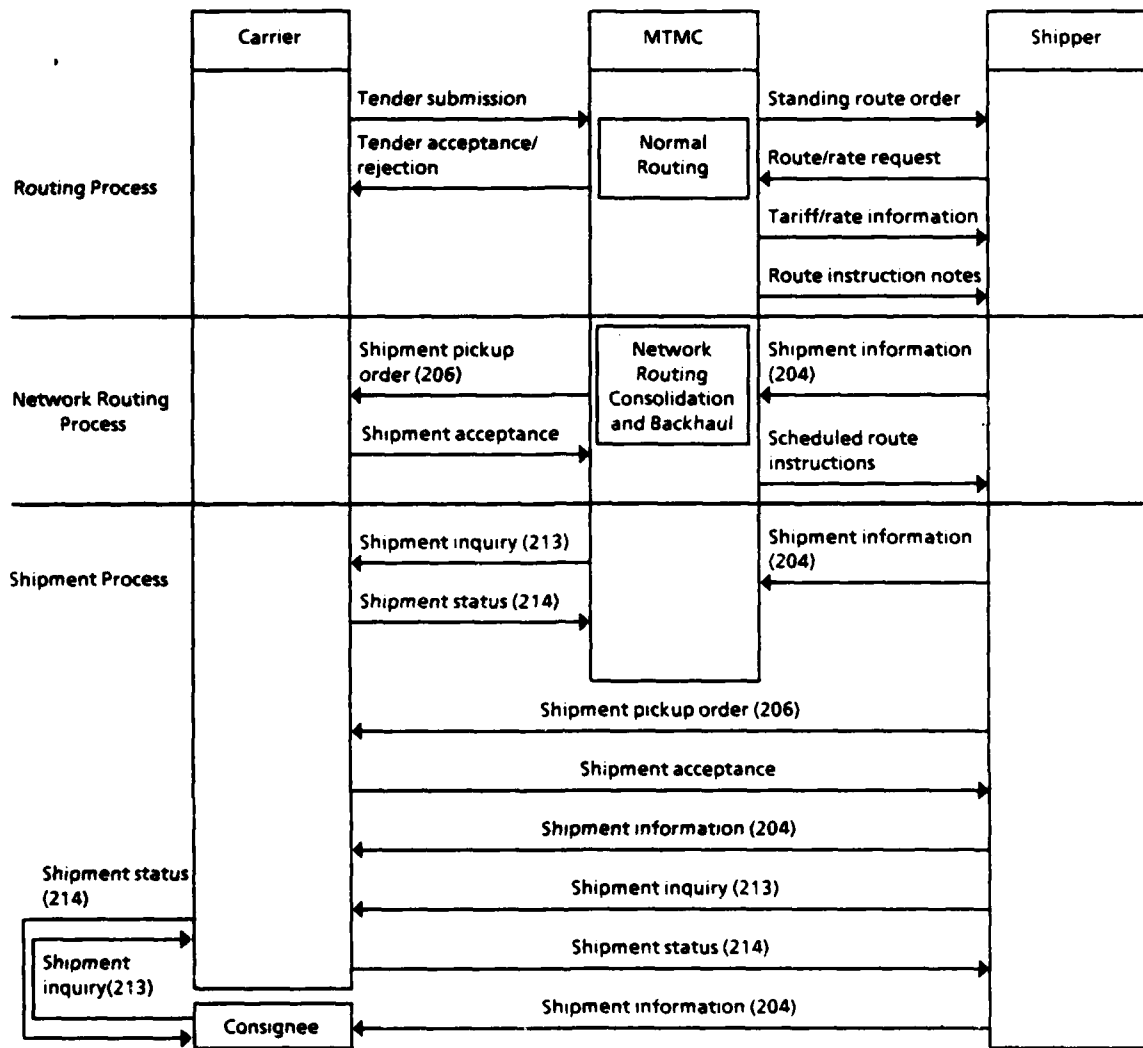 Carrier
MTMC
Shipper
Tender submission
Standing route order
Tender acceptance/
rejection
Normal
Routing
Route/rate request
Routing Process
Tariff/rate information
Route instruction notes
Shipment pickup
order (206)
Network
Routing
Consolidation
and Backhaul
Shipment information
(204)
Network Routing
Process
Shipment acceptance
Scheduled route
instructions
Shipment inquiry (213)
Shipment information
(204)
Shipment Process
Shipment status (214)
Shipment pickup order (206)
Shipment acceptance
Shipment information (204)
Shipment status
(214)
Shipment inquiry (213)
Shipment status (214)
Shipment
inquiry(213)
Shipment information (204)
Consignee